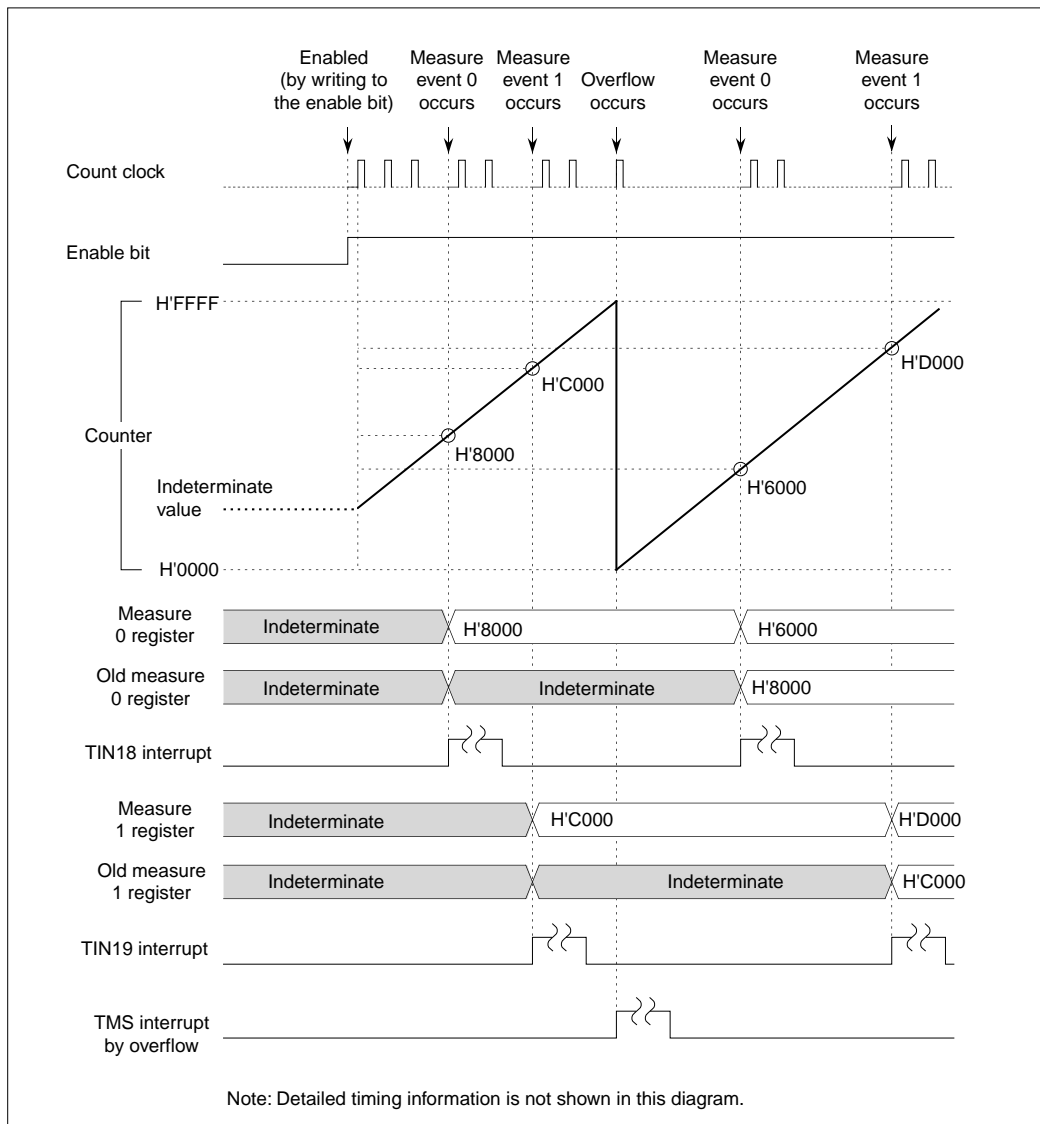 Enabled
(by writing to
the enable bit)
Measure
event 0
occurs
Measure
event 1
occurs
Overflow
occurs
Measure
event 0
occurs
Measure
event 1
occurs
Count clock
Enable bit
H'FFFF
H'D000
H'C000
Counter
H'8000
H'6000
Indeterminate
value
H'0000
Measure
0 register
Indeterminate
H'8000
H'6000
Old measure
0 register
Indeterminate
Indeterminate
H'8000
TIN18 interrupt
Measure
1 register
Indeterminate
H'C000
H'D000
Old measure
1 register
Indeterminate
Indeterminate
H'C000
TIN19 interrupt
TMS interrupt
by overflow
Note: Detailed timing information is not shown in this diagram.